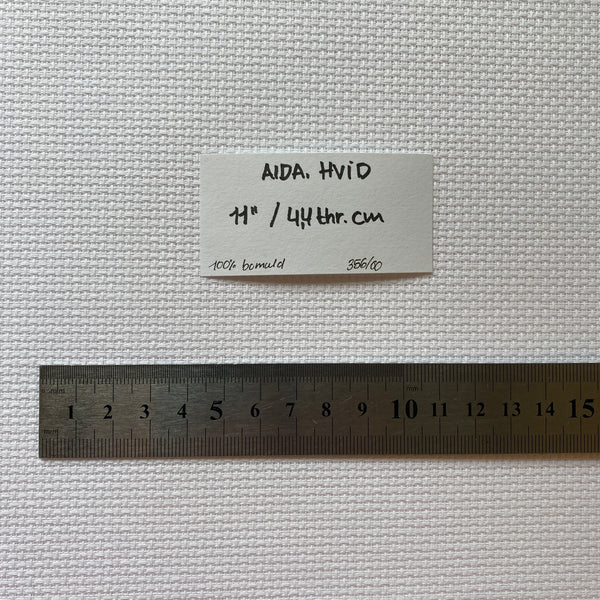 AIDA. HViD
11" / 4,4 thr. cm
100% bomuld 356/00
mm
1 2 3 4 5 6 7 8 9 10 11 12 13 14 15